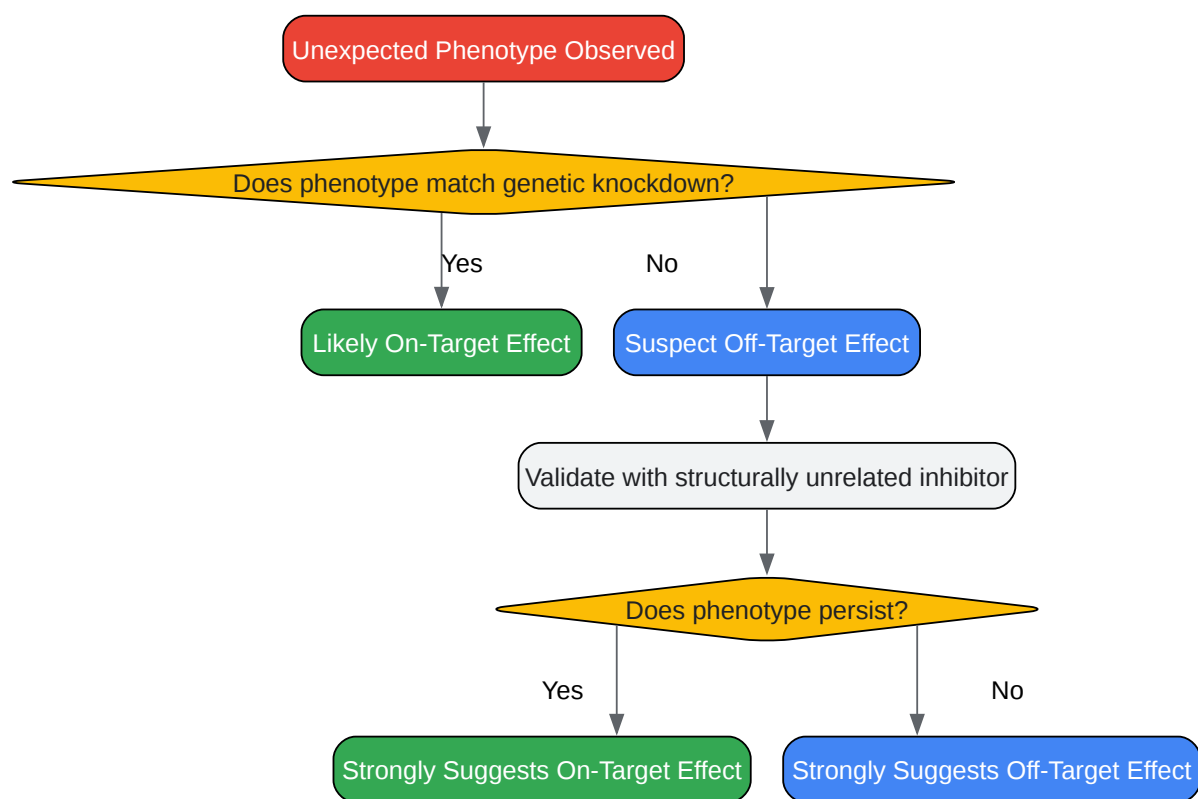 Unexpected Phenotype Observed
Does phenotype match genetic knockdown?
Yes
No
Likely On-Target Effect
Suspect Off-Target Effect
Validate with structurally unrelated inhibitor
Does phenotype persist?
Yes
No
Strongly Suggests On-Target Effect
Strongly Suggests Off-Target Effect